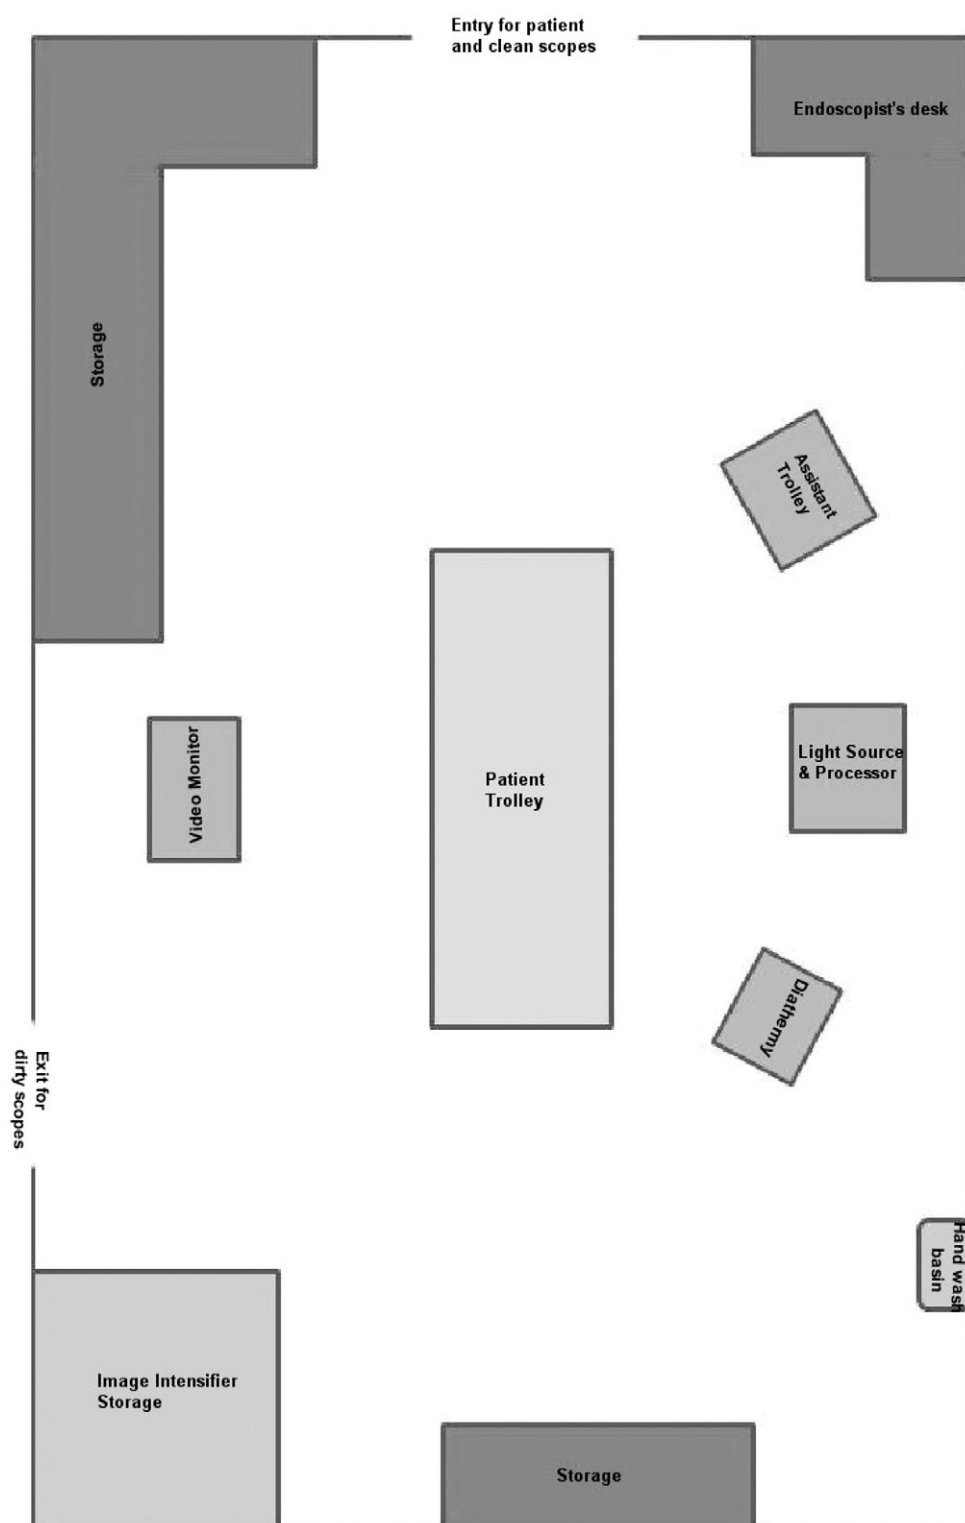 Entry for patient
and clean scopes
Endoscopist's desk
Storage
Assistant
Trolley
Video Monitor
Patient
Trolley
Light Source
& Processor
Diathermy
Exit for
dirty scopes
Hand wash
basin
Image Intensifier
Storage
Storage